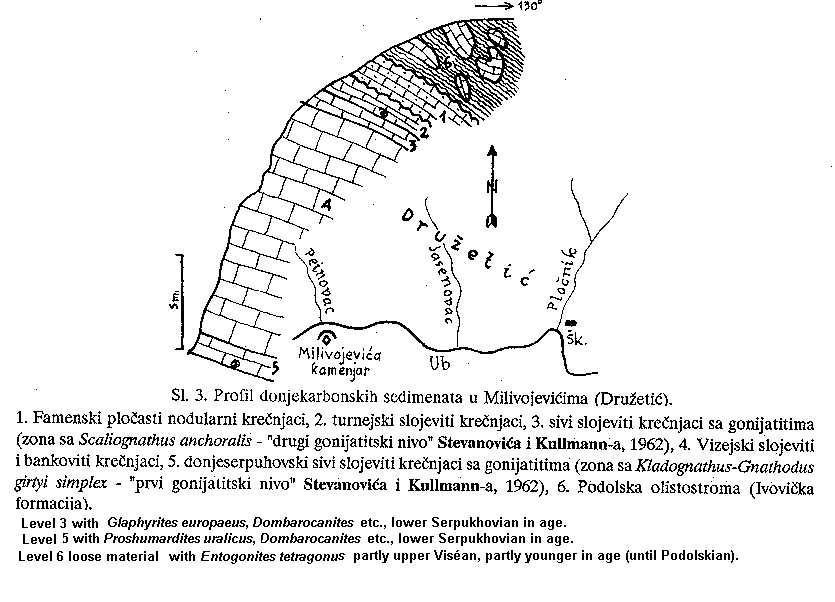 130°
6
1
2
3
4
5
5m.
N
Družetić
Pejnovac
Jasenovac
Pločnik
Milivojevića
kamenjar
Ub
Šk.
Sl. 3. Profil donjekarbonskih sedimenata u Milivojevićima (Družetić).
1. Famenski pločasti nodularni krečnjaci, 2. turnejski slojeviti krečnjaci, 3. sivi slojeviti krečnjaci sa gonijatitima
(zona sa Scaliognathus anchoralis - "drugi gonijatitski nivo" Stevanovića i Kullmann-a, 1962), 4. Vizejski slojeviti
i bankoviti krečnjaci, 5. donjeserpuhovski sivi slojeviti krečnjaci sa gonijatitima (zona sa Kladognathus-Gnathodus
girtyi simplex - "prvi gonijatitski nivo" Stevanovića i Kullmann-a, 1962), 6. Podolska olistostroma (Ivovička
formacija).
Level 3 with Glaphyrites europaeus, Dombarocanites etc., lower Serpukhovian in age.
Level 5 with Proshumardites uralicus, Dombarocanites etc., lower Serpukhovian in age.
Level 6 loose material with Entogonites tetragonus partly upper Viséan, partly younger in age (until Podolskian).